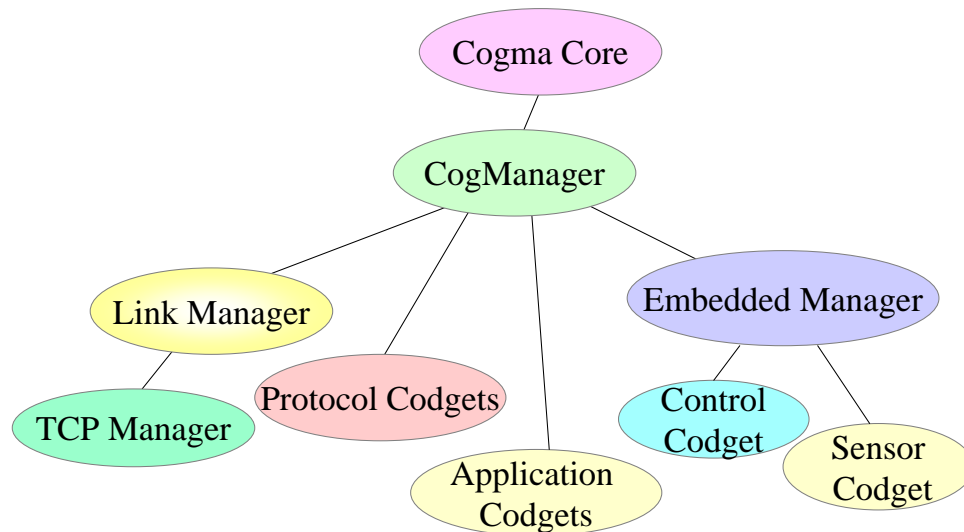 Cogma Core
CogManager
Link Manager
Embedded Manager
Protocol Codgets
TCP Manager
Control
Codget
Application
Codgets
Sensor
Codget